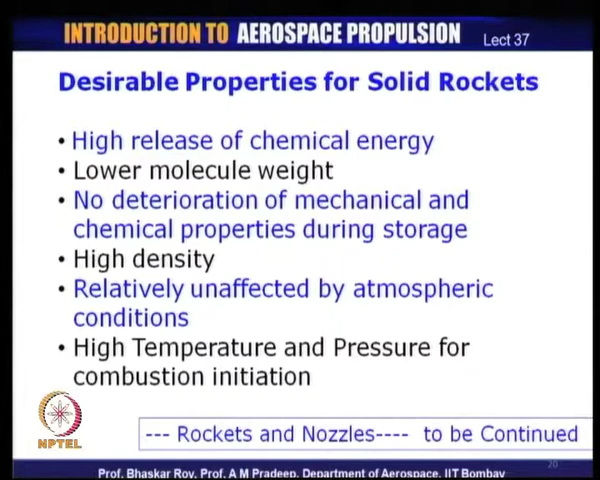 INTRODUCTION TO AEROSPACE PROPULSION Lect 37
Desirable Properties for Solid Rockets
• High release of chemical energy
• Lower molecule weight
• No deterioration of mechanical and
chemical properties during storage
• High density
• Relatively unaffected by atmospheric
conditions
• High Temperature and Pressure for
combustion initiation
NPTEL
--- Rockets and Nozzles---- to be Continued
20
Prof. Bhaskar Roy, Prof. A M Pradeep, Department of Aerospace, IIT Bombay